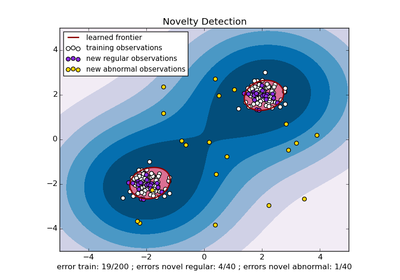 Novelty Detection
learned frontier
training observations
new regular observations
new abnormal observations
4
2
0
−2
−4
−4
−2
0
2
4
error train: 19/200 ; errors novel regular: 4/40 ; errors novel abnormal: 1/40